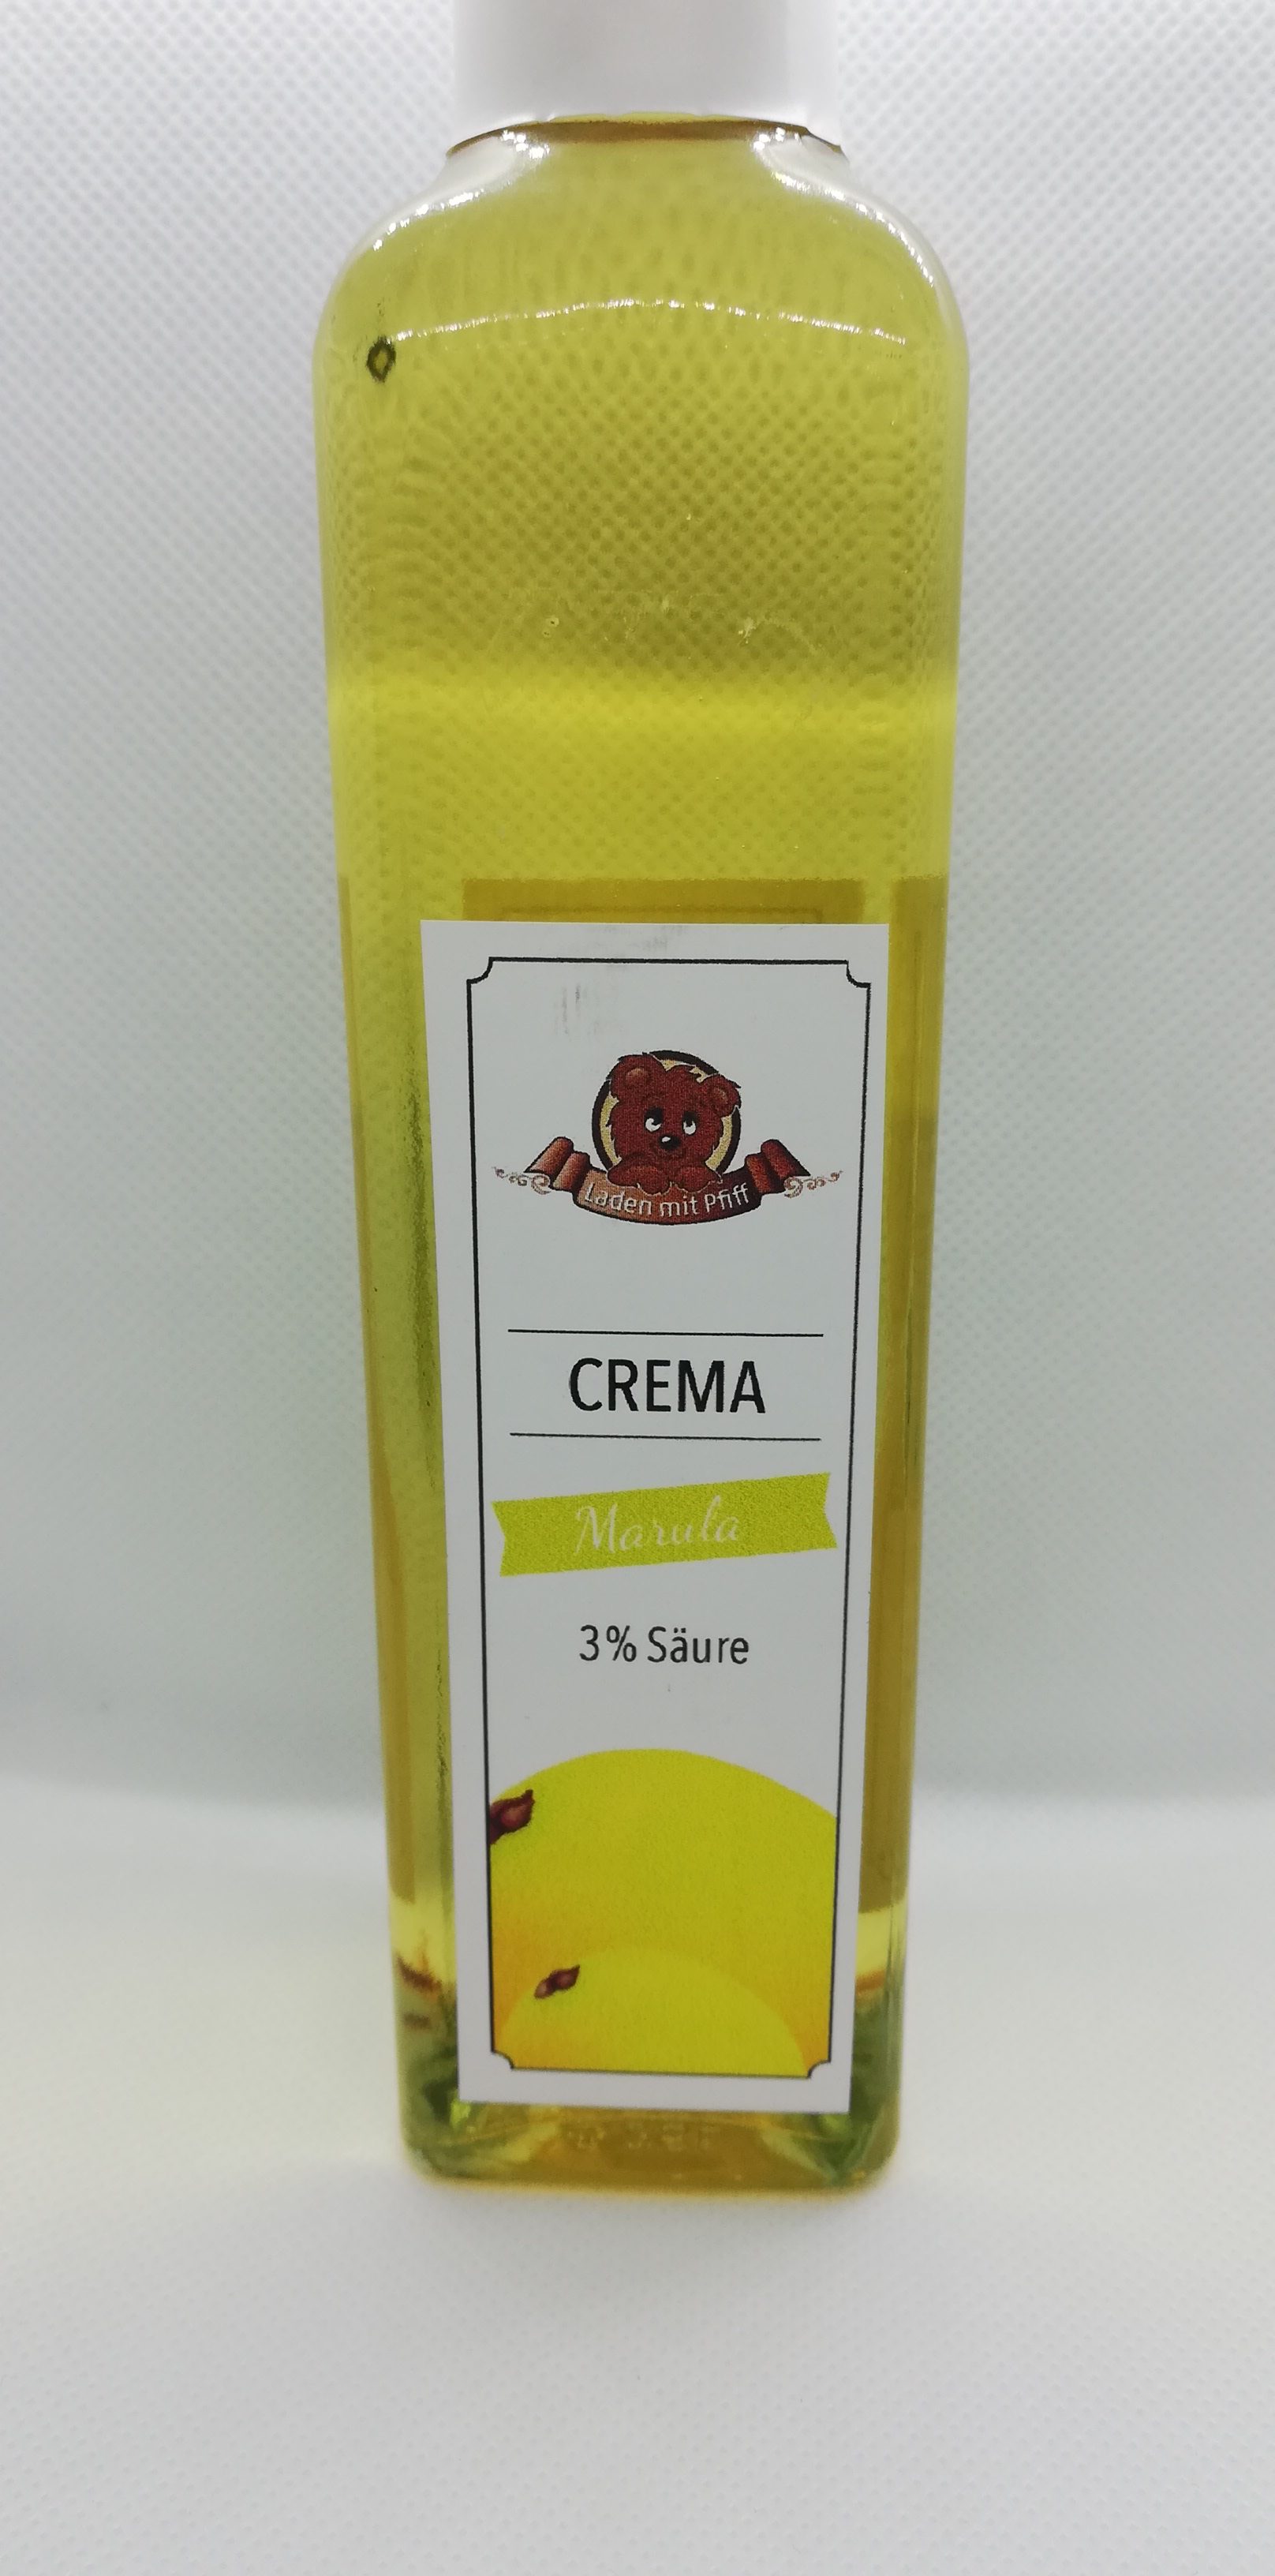 Laden mit Pfiff
CREMA
Marula
3% Säure